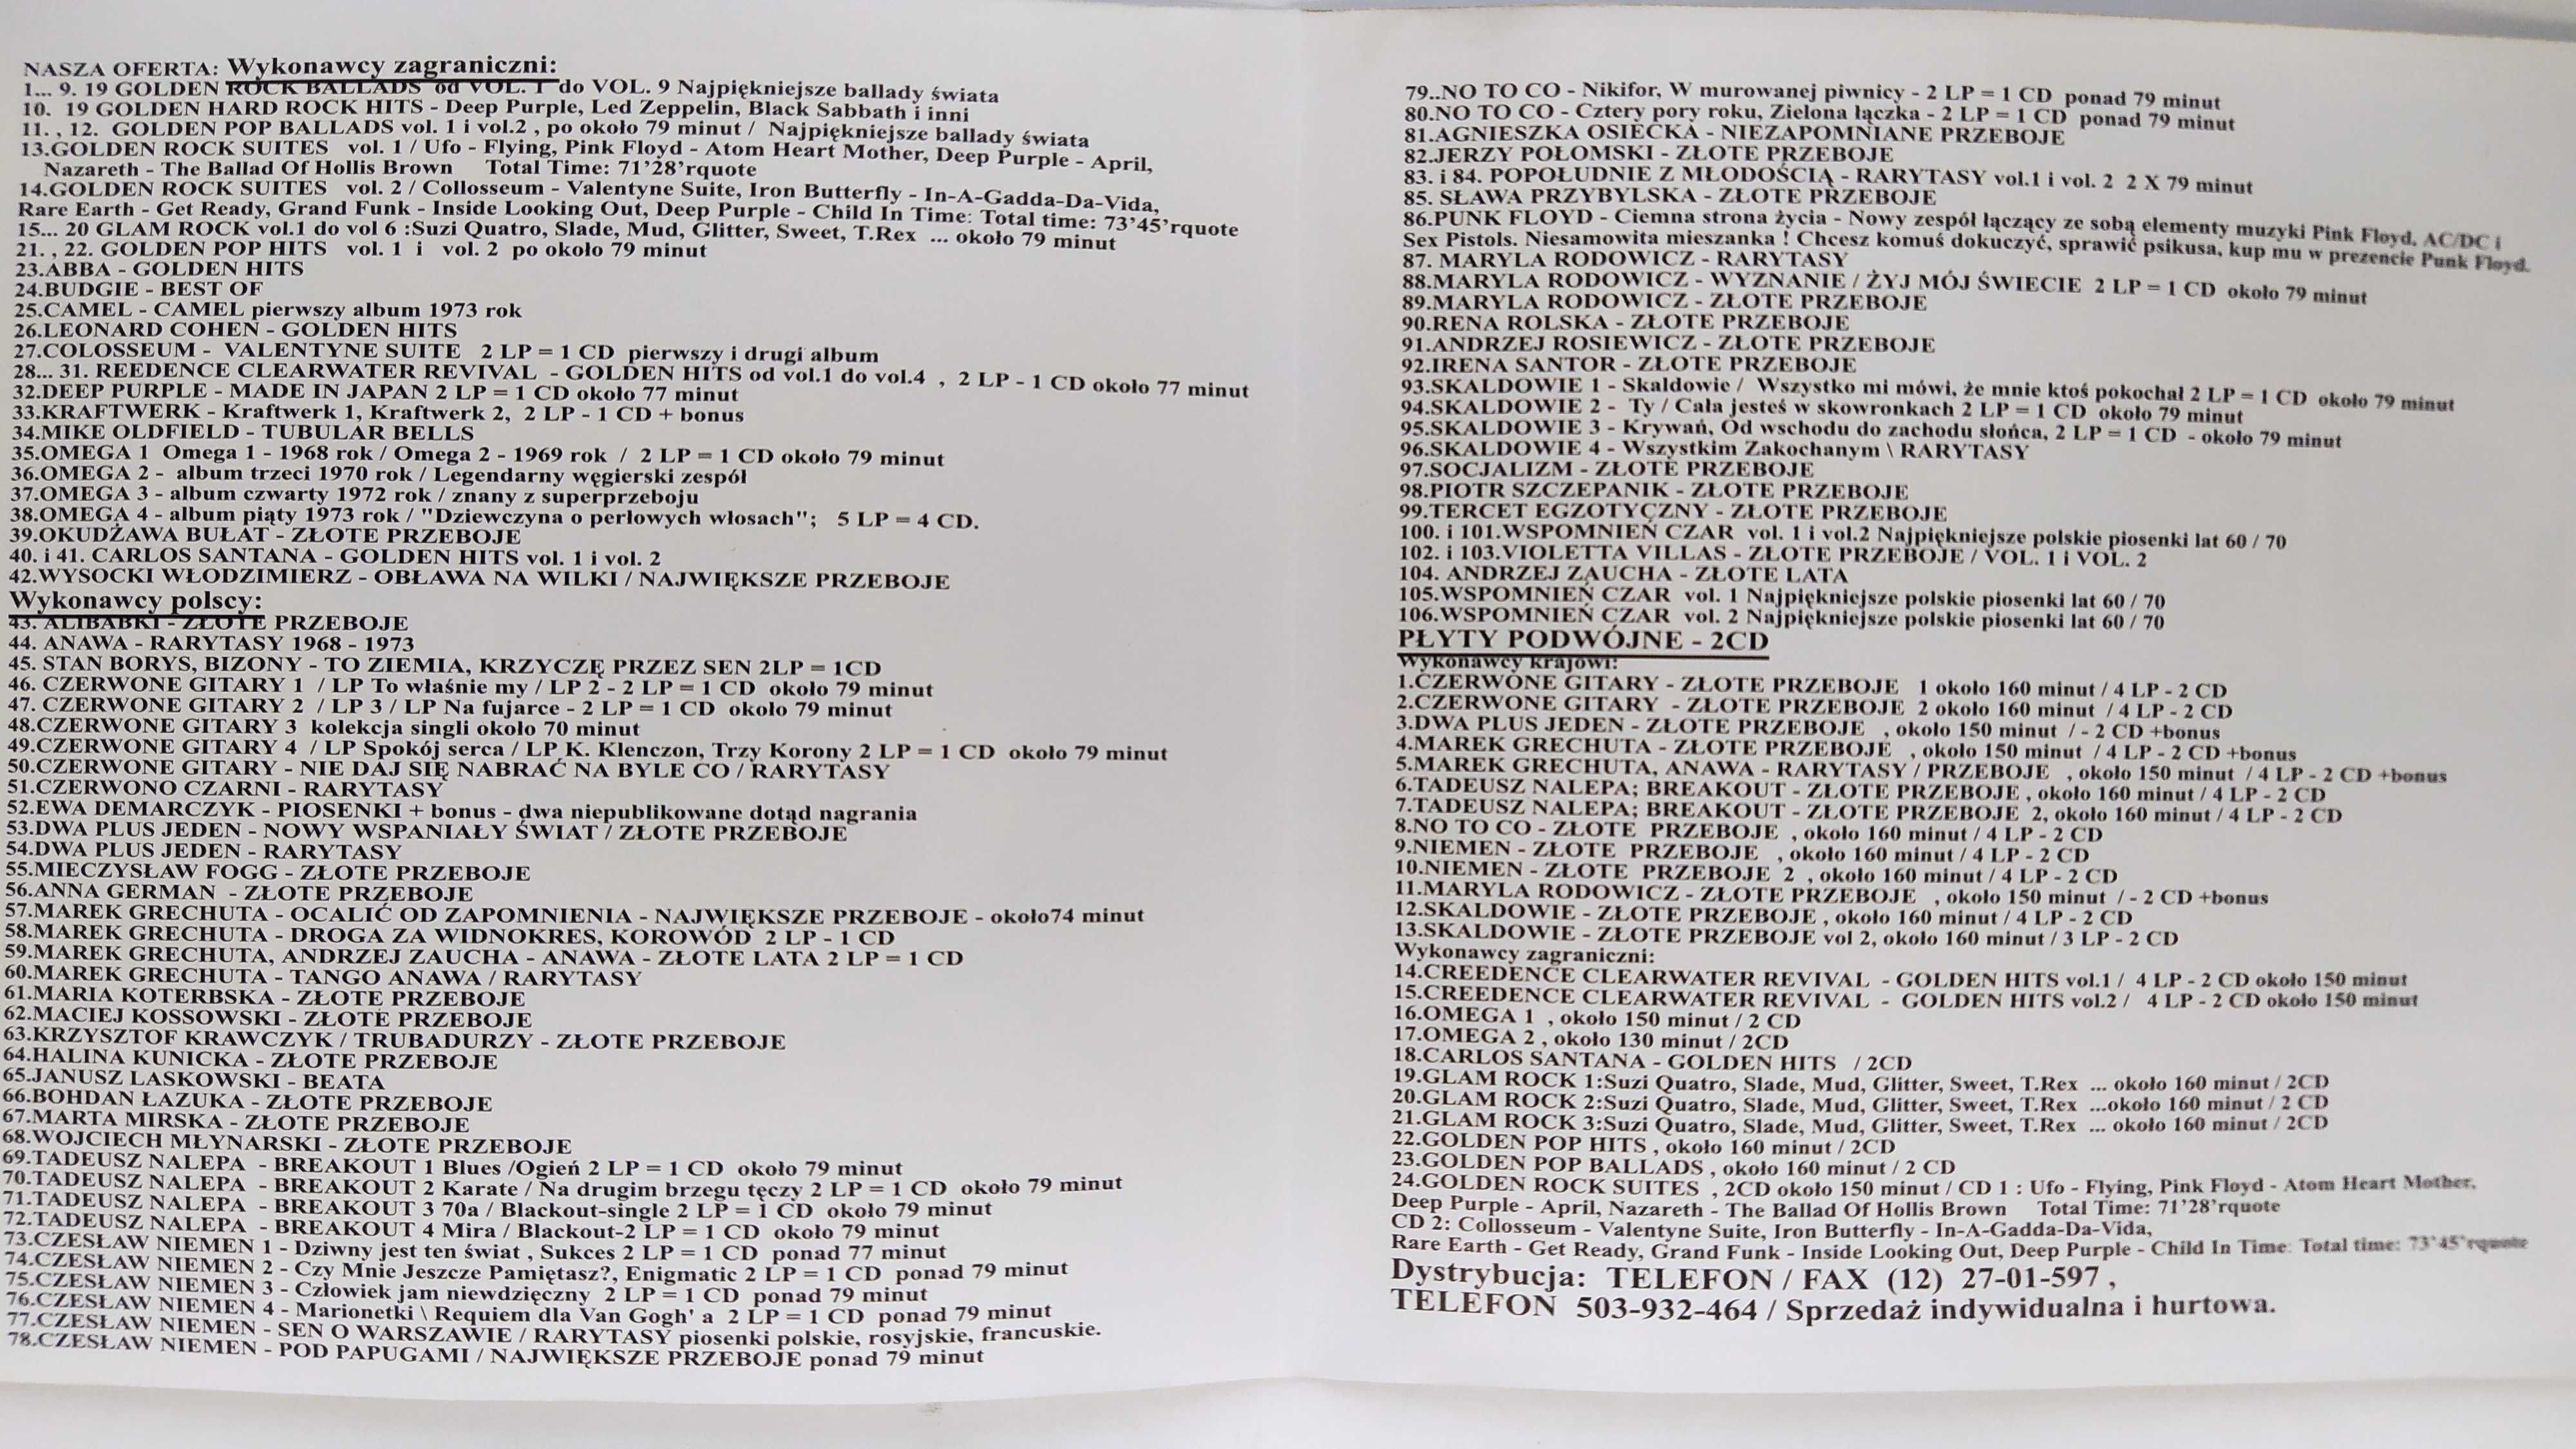 NASZA OFERTA: Wykonawcy zagraniczni:
1... 9. 19 GOLDEN ROCK BALLADS od VOL. 1 do VOL. 9 Najpiękniejsze ballady świata
10. 19 GOLDEN HARD ROCK HITS - Deep Purple, Led Zeppelin, Black Sabbath i inni
11. , 12. GOLDEN POP BALLADS vol. 1 i vol.2 , po około 79 minut / Najpiękniejsze ballady świata
13.GOLDEN ROCK SUITES vol. 1 / Ufo - Flying, Pink Floyd - Atom Heart Mother, Deep Purple - April,
Nazareth - The Ballad Of Hollis Brown Total Time: 71'28'rquote
14.GOLDEN ROCK SUITES vol. 2 / Collosseum - Valentyne Suite, Iron Butterfly - In-A-Gadda-Da-Vida,
Rare Earth - Get Ready, Grand Funk - Inside Looking Out, Deep Purple - Child In Time: Total time: 73'45'rquote
15... 20 GLAM ROCK vol.1 do vol 6 :Suzi Quatro, Slade, Mud, Glitter, Sweet, T.Rex ... około 79 minut
21. , 22. GOLDEN POP HITS vol. 1 i vol. 2 po około 79 minut
23.ABBA - GOLDEN HITS
24.BUDGIE - BEST OF
25.CAMEL - CAMEL pierwszy album 1973 rok
26.LEONARD COHEN - GOLDEN HITS
27.COLOSSEUM - VALENTYNE SUITE 2 LP = 1 CD pierwszy i drugi album
28... 31. REEDENCE CLEARWATER REVIVAL - GOLDEN HITS od vol.1 do vol.4 , 2 LP - 1 CD około 77 minut
32.DEEP PURPLE - MADE IN JAPAN 2 LP = 1 CD około 77 minut
33.KRAFTWERK - Kraftwerk 1, Kraftwerk 2, 2 LP - 1 CD + bonus
34.MIKE OLDFIELD - TUBULAR BELLS
35.OMEGA 1 Omega 1 - 1968 rok / Omega 2 - 1969 rok / 2 LP = 1 CD około 79 minut
36.OMEGA 2 - album trzeci 1970 rok / Legendarny węgierski zespół
37.OMEGA 3 - album czwarty 1972 rok / znany z superprzeboju
38.OMEGA 4 - album piąty 1973 rok / "Dziewczyna o perłowych włosach"; 5 LP = 4 CD.
39.OKUDŻAWA BUŁAT - ZŁOTE PRZEBOJE
40. i 41. CARLOS SANTANA - GOLDEN HITS vol. 1 i vol. 2
42.WYSOCKI WŁODZIMIERZ - OBŁAWA NA WILKI / NAJWIĘKSZE PRZEBOJE
Wykonawcy polscy:
43. ALIBABKI - ZŁOTE PRZEBOJE
44. ANAWA - RARYTASY 1968 - 1973
45. STAN BORYS, BIZONY - TO ZIEMIA, KRZYCZĘ PRZEZ SEN 2LP = 1CD
46. CZERWONE GITARY 1 / LP To właśnie my / LP 2 - 2 LP = 1 CD około 79 minut
47. CZERWONE GITARY 2 / LP 3 / LP Na fujarce - 2 LP = 1 CD około 79 minut
48.CZERWONE GITARY 3 kolekcja singli około 70 minut
49.CZERWONE GITARY 4 / LP Spokój serca / LP K. Klenczon, Trzy Korony 2 LP = 1 CD około 79 minut
50.CZERWONE GITARY - NIE DAJ SIĘ NABRAĆ NA BYLE CO / RARYTASY
51.CZERWONO CZARNI - RARYTASY
52.EWA DEMARCZYK - PIOSENKI + bonus - dwa niepublikowane dotąd nagrania
53.DWA PLUS JEDEN - NOWY WSPANIAŁY ŚWIAT / ZŁOTE PRZEBOJE
54.DWA PLUS JEDEN - RARYTASY
55.MIECZYSŁAW FOGG - ZŁOTE PRZEBOJE
56.ANNA GERMAN - ZŁOTE PRZEBOJE
57.MAREK GRECHUTA - OCALIĆ OD ZAPOMNIENIA - NAJWIĘKSZE PRZEBOJE - około74 minut
58.MAREK GRECHUTA - DROGA ZA WIDNOKRES, KOROWÓD 2 LP - 1 CD
59.MAREK GRECHUTA, ANDRZEJ ZAUCHA - ANAWA - ZŁOTE LATA 2 LP = 1 CD
60.MAREK GRECHUTA - TANGO ANAWA / RARYTASY
61.MARIA KOTERBSKA - ZŁOTE PRZEBOJE
62.MACIEJ KOSSOWSKI - ZŁOTE PRZEBOJE
63.KRZYSZTOF KRAWCZYK / TRUBADURZY - ZŁOTE PRZEBOJE
64.HALINA KUNICKA - ZŁOTE PRZEBOJE
65.JANUSZ LASKOWSKI - BEATA
66.BOHDAN ŁAZUKA - ZŁOTE PRZEBOJE
67.MARTA MIRSKA - ZŁOTE PRZEBOJE
68.WOJCIECH MŁYNARSKI - ZŁOTE PRZEBOJE
69.TADEUSZ NALEPA - BREAKOUT 1 Blues /Ogień 2 LP = 1 CD około 79 minut
70.TADEUSZ NALEPA - BREAKOUT 2 Karate / Na drugim brzegu tęczy 2 LP = 1 CD około 79 minut
71.TADEUSZ NALEPA - BREAKOUT 3 70a / Blackout-single 2 LP = 1 CD około 79 minut
72.TADEUSZ NALEPA - BREAKOUT 4 Mira / Blackout-2 LP = 1 CD około 79 minut
73.CZESŁAW NIEMEN 1 - Dziwny jest ten świat , Sukces 2 LP = 1 CD ponad 77 minut
74.CZESŁAW NIEMEN 2 - Czy Mnie Jeszcze Pamiętasz?, Enigmatic 2 LP = 1 CD ponad 79 minut
75.CZESŁAW NIEMEN 3 - Człowiek jam niewdzięczny 2 LP = 1 CD ponad 79 minut
76.CZESŁAW NIEMEN 4 - Marionetki \ Requiem dla Van Gogh' a 2 LP = 1 CD ponad 79 minut
77.CZESŁAW NIEMEN - SEN O WARSZAWIE / RARYTASY piosenki polskie, rosyjskie, francuskie.
78.CZESŁAW NIEMEN - POD PAPUGAMI / NAJWIĘKSZE PRZEBOJE ponad 79 minut
79..NO TO CO - Nikifor, W murowanej piwnicy - 2 LP = 1 CD ponad 79 minut
80.NO TO CO - Cztery pory roku, Zielona łączka - 2 LP = 1 CD ponad 79 minut
81.AGNIESZKA OSIECKA - NIEZAPOMNIANE PRZEBOJE
82.JERZY POŁOMSKI - ZŁOTE PRZEBOJE
83. i 84. POPOŁUDNIE Z MŁODOŚCIĄ - RARYTASY vol.1 i vol. 2 2 X 79 minut
85. SŁAWA PRZYBYLSKA - ZŁOTE PRZEBOJE
86.PUNK FLOYD - Ciemna strona życia - Nowy zespół łączący ze sobą elementy muzyki Pink Floyd, AC/DC i
Sex Pistols. Niesamowita mieszanka ! Chcesz komuś dokuczyć, sprawić psikusa, kup mu w prezencie Punk Floyd.
87. MARYLA RODOWICZ - RARYTASY
88.MARYLA RODOWICZ - WYZNANIE / ŻYJ MÓJ ŚWIECIE 2 LP = 1 CD około 79 minut
89.MARYLA RODOWICZ - ZŁOTE PRZEBOJE
90.RENA ROLSKA - ZŁOTE PRZEBOJE
91.ANDRZEJ ROSIEWICZ - ZŁOTE PRZEBOJE
92.IRENA SANTOR - ZŁOTE PRZEBOJE
93.SKALDOWIE 1 - Skaldowie / Wszystko mi mówi, że mnie ktoś pokochał 2 LP = 1 CD około 79 minut
94.SKALDOWIE 2 - Ty / Cała jesteś w skowronkach 2 LP = 1 CD około 79 minut
95.SKALDOWIE 3 - Krywań, Od wschodu do zachodu słońca, 2 LP = 1 CD - około 79 minut
96.SKALDOWIE 4 - Wszystkim Zakochanym \ RARYTASY
97.SOCJALIZM - ZŁOTE PRZEBOJE
98.PIOTR SZCZEPANIK - ZŁOTE PRZEBOJE
99.TERCET EGZOTYCZNY - ZŁOTE PRZEBOJE
100. i 101.WSPOMNIEŃ CZAR vol. 1 i vol.2 Najpiękniejsze polskie piosenki lat 60 / 70
102. i 103.VIOLETTA VILLAS - ZŁOTE PRZEBOJE / VOL. 1 i VOL. 2
104. ANDRZEJ ZAUCHA - ZŁOTE LATA
105.WSPOMNIEŃ CZAR vol. 1 Najpiękniejsze polskie piosenki lat 60 / 70
106.WSPOMNIEŃ CZAR vol. 2 Najpiękniejsze polskie piosenki lat 60 / 70
PŁYTY PODWÓJNE - 2CD
Wykonawcy krajowi:
1.CZERWONE GITARY - ZŁOTE PRZEBOJE 1 około 160 minut / 4 LP - 2 CD
2.CZERWONE GITARY - ZŁOTE PRZEBOJE 2 około 160 minut / 4 LP - 2 CD
3.DWA PLUS JEDEN - ZŁOTE PRZEBOJE , około 150 minut / - 2 CD +bonus
4.MAREK GRECHUTA - ZŁOTE PRZEBOJE , około 150 minut / 4 LP - 2 CD +bonus
5.MAREK GRECHUTA, ANAWA - RARYTASY / PRZEBOJE , około 150 minut / 4 LP - 2 CD +bonus
6.TADEUSZ NALEPA; BREAKOUT - ZŁOTE PRZEBOJE , około 160 minut / 4 LP - 2 CD
7.TADEUSZ NALEPA; BREAKOUT - ZŁOTE PRZEBOJE 2, około 160 minut / 4 LP - 2 CD
8.NO TO CO - ZŁOTE PRZEBOJE , około 160 minut / 4 LP - 2 CD
9.NIEMEN - ZŁOTE PRZEBOJE , około 160 minut / 4 LP - 2 CD
10.NIEMEN - ZŁOTE PRZEBOJE 2 , około 160 minut / 4 LP - 2 CD
11.MARYLA RODOWICZ - ZŁOTE PRZEBOJE , około 150 minut / - 2 CD +bonus
12.SKALDOWIE - ZŁOTE PRZEBOJE , około 160 minut / 4 LP - 2 CD
13.SKALDOWIE - ZŁOTE PRZEBOJE vol 2, około 160 minut / 3 LP - 2 CD
Wykonawcy zagraniczni:
14.CREEDENCE CLEARWATER REVIVAL - GOLDEN HITS vol.1 / 4 LP - 2 CD około 150 minut
15.CREEDENCE CLEARWATER REVIVAL - GOLDEN HITS vol.2 / 4 LP - 2 CD około 150 minut
16.OMEGA 1 , około 150 minut / 2 CD
17.OMEGA 2 , około 130 minut / 2CD
18.CARLOS SANTANA - GOLDEN HITS / 2CD
19.GLAM ROCK 1:Suzi Quatro, Slade, Mud, Glitter, Sweet, T.Rex ... około 160 minut / 2CD
20.GLAM ROCK 2:Suzi Quatro, Slade, Mud, Glitter, Sweet, T.Rex ...około 160 minut / 2 CD
21.GLAM ROCK 3:Suzi Quatro, Slade, Mud, Glitter, Sweet, T.Rex ... około 160 minut / 2CD
22.GOLDEN POP HITS , około 160 minut / 2CD
23.GOLDEN POP BALLADS , około 160 minut / 2 CD
24.GOLDEN ROCK SUITES , 2CD około 150 minut / CD 1 : Ufo - Flying, Pink Floyd - Atom Heart Mother,
Deep Purple - April, Nazareth - The Ballad Of Hollis Brown Total Time: 71'28'rquote
CD 2: Collosseum - Valentyne Suite, Iron Butterfly - In-A-Gadda-Da-Vida,
Rare Earth - Get Ready, Grand Funk - Inside Looking Out, Deep Purple - Child In Time: Total time: 73'45'rquote
Dystrybucja: TELEFON / FAX (12) 27-01-597 ,
TELEFON 503-932-464 / Sprzedaż indywidualna i hurtowa.